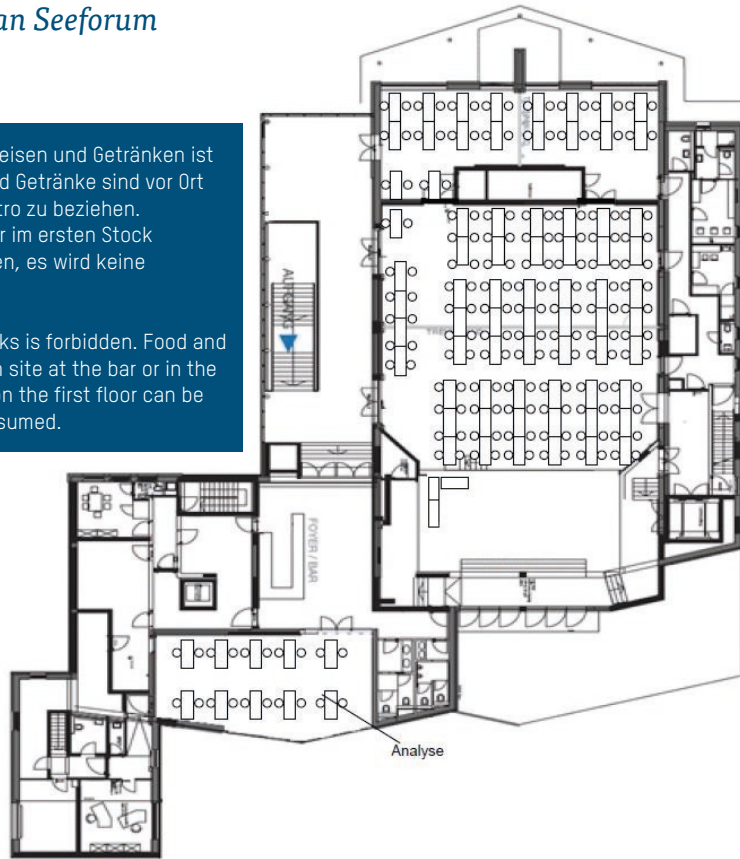 an Seeforum
eisen und Getränken ist
d Getränke sind vor Ort
tro zu beziehen.
r im ersten Stock
en, es wird keine
ks is forbidden. Food and
n site at the bar or in the
on the first floor can be
sumed.
AUFGANG
FOYER / BAR
Analyse